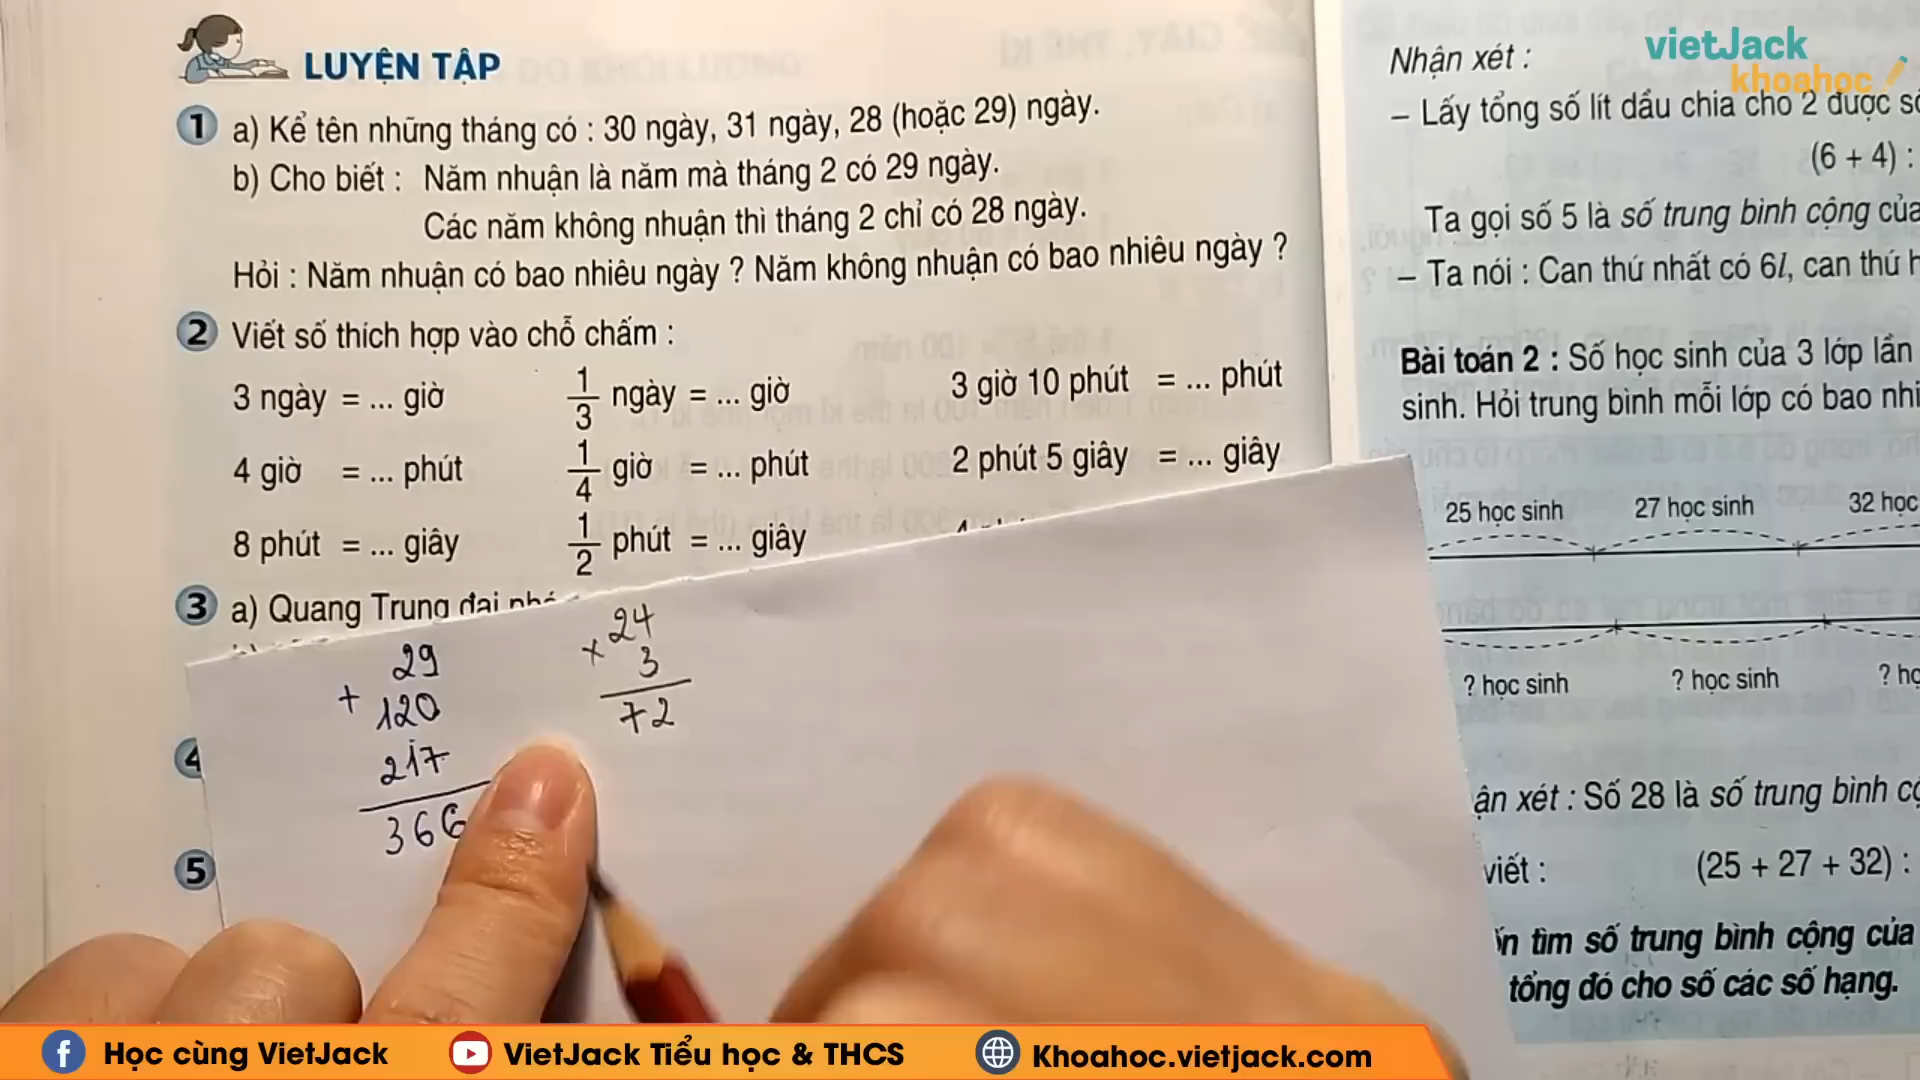 LUYỆN TẬP
1 a) Kể tên những tháng có : 30 ngày, 31 ngày, 28 (hoặc 29) ngày.
b) Cho biết : Năm nhuận là năm mà tháng 2 có 29 ngày.
Các năm không nhuận thì tháng 2 chỉ có 28 ngày.
Hỏi : Năm nhuận có bao nhiêu ngày ? Năm không nhuận có bao nhiêu ngày ?
2 Viết số thích hợp vào chỗ chấm :
3 ngày = ... giờ 1/3 ngày = ... giờ 3 giờ 10 phút = ... phút
4 giờ = ... phút 1/4 giờ = ... phút 2 phút 5 giây = ... giây
8 phút = ... giây 1/2 phút = ... giây
3 a) Quang Trung đại
4
5
29
+ 120
217
366
24
× 3
72
vietJack
khoahoc
Nhận xét :
– Lấy tổng số lít dầu chia cho 2 được
(6 + 4) :
Ta gọi số 5 là số trung bình cộng của
– Ta nói : Can thứ nhất có 6l, can thứ
Bài toán 2 : Số học sinh của 3 lớp lần
sinh. Hỏi trung bình mỗi lớp có bao
25 học sinh 27 học sinh 32 học
? học sinh ? học sinh ?
xét : Số 28 là số trung bình
viết : (25 + 27 + 32) :
tìm số trung bình cộng của
tổng đó cho số các số hạng.
Học cùng VietJack
VietJack Tiểu học & THCS
Khoahoc.vietjack.com